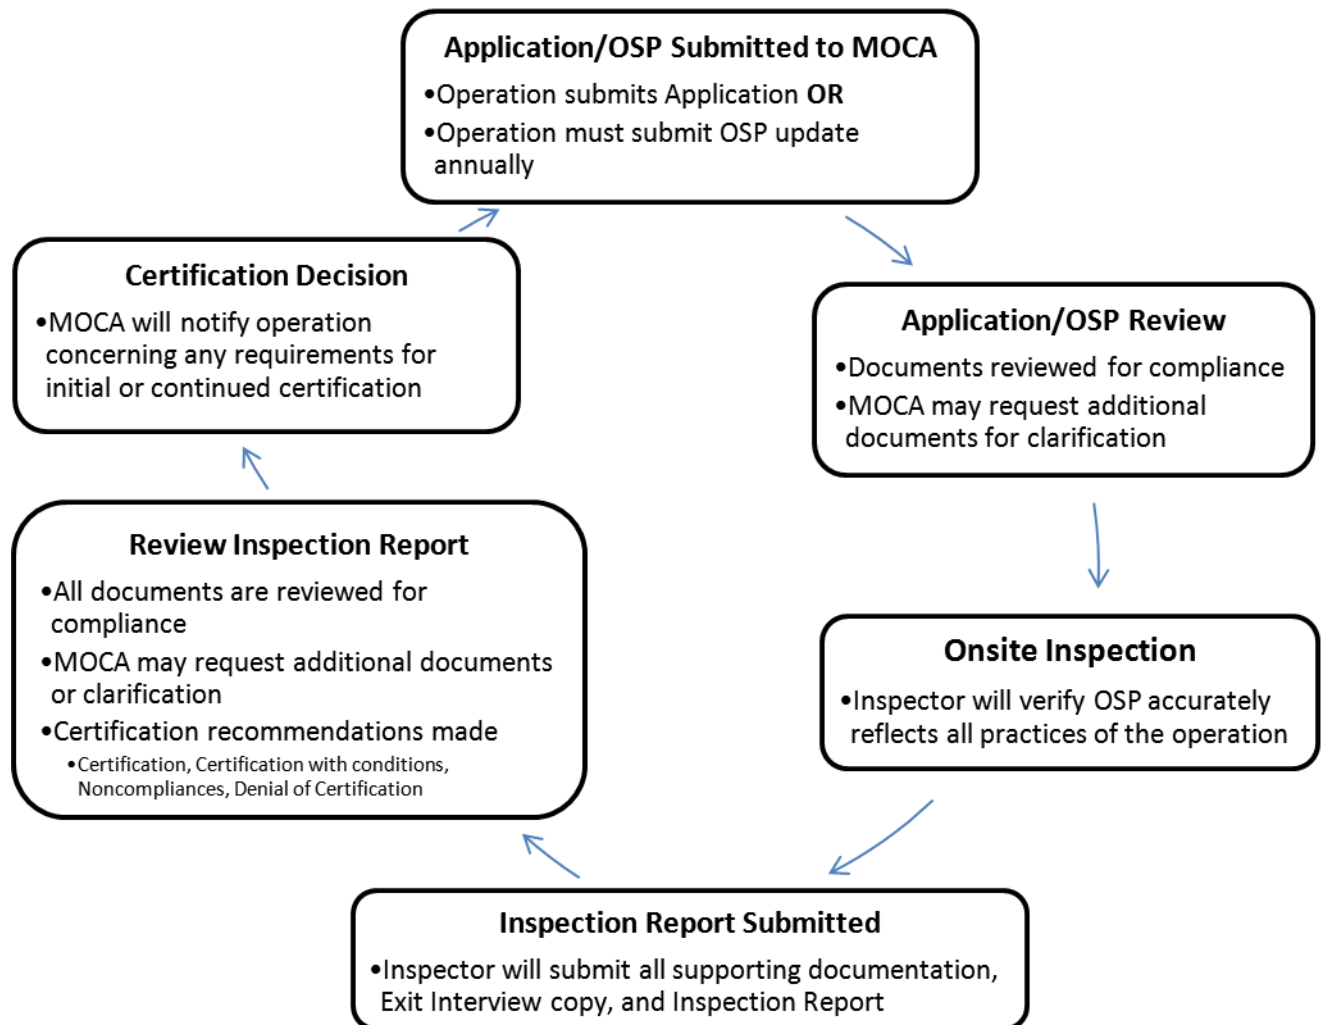 Application/OSP Submitted to MOCA
•Operation submits Application OR
•Operation must submit OSP update
annually
Application/OSP Review
•Documents reviewed for compliance
•MOCA may request additional
documents for clarification
Onsite Inspection
•Inspector will verify OSP accurately
reflects all practices of the operation
Inspection Report Submitted
•Inspector will submit all supporting documentation,
Exit Interview copy, and Inspection Report
Review Inspection Report
•All documents are reviewed for
compliance
•MOCA may request additional documents
or clarification
•Certification recommendations made
•Certification, Certification with conditions,
Noncompliances, Denial of Certification
Certification Decision
•MOCA will notify operation
concerning any requirements for
initial or continued certification